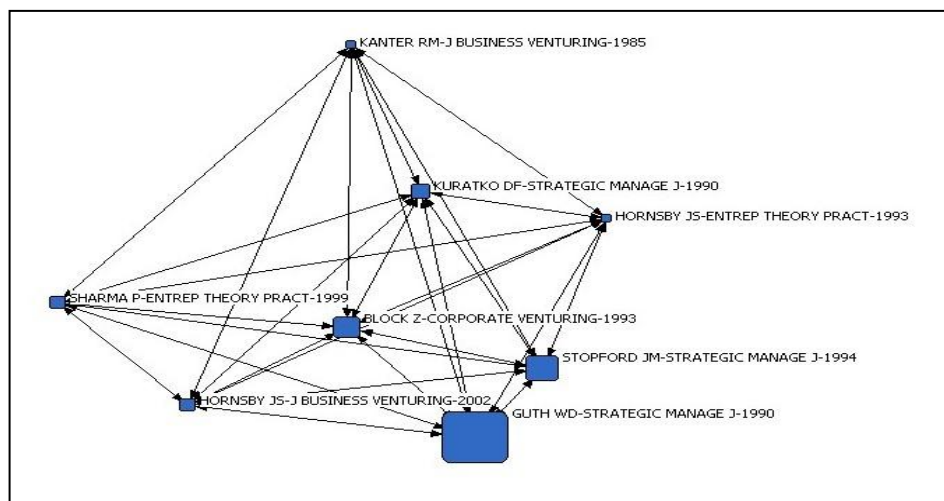 KANTER RM-J BUSINESS VENTURING-1985
KURATKO DF-STRATEGIC MANAGE J-1990
HORNSBY JS-ENTREP THEORY PRACT-1993
SHARMA P-ENTREP THEORY PRACT-1999
BLOCK Z-CORPORATE VENTURING-1993
STOPFORD JM-STRATEGIC MANAGE J-1994
HORNSBY JS-J BUSINESS VENTURING-2002
GUTH WD-STRATEGIC MANAGE J-1990